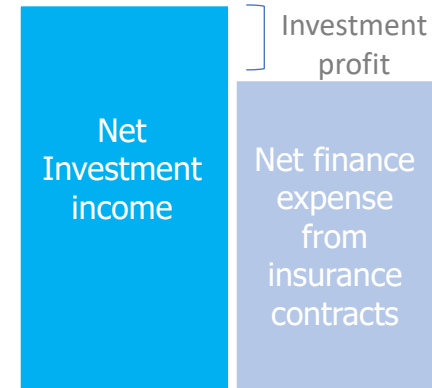 Investment
profit
Net
Investment
income
Net finance
expense
from
insurance
contracts